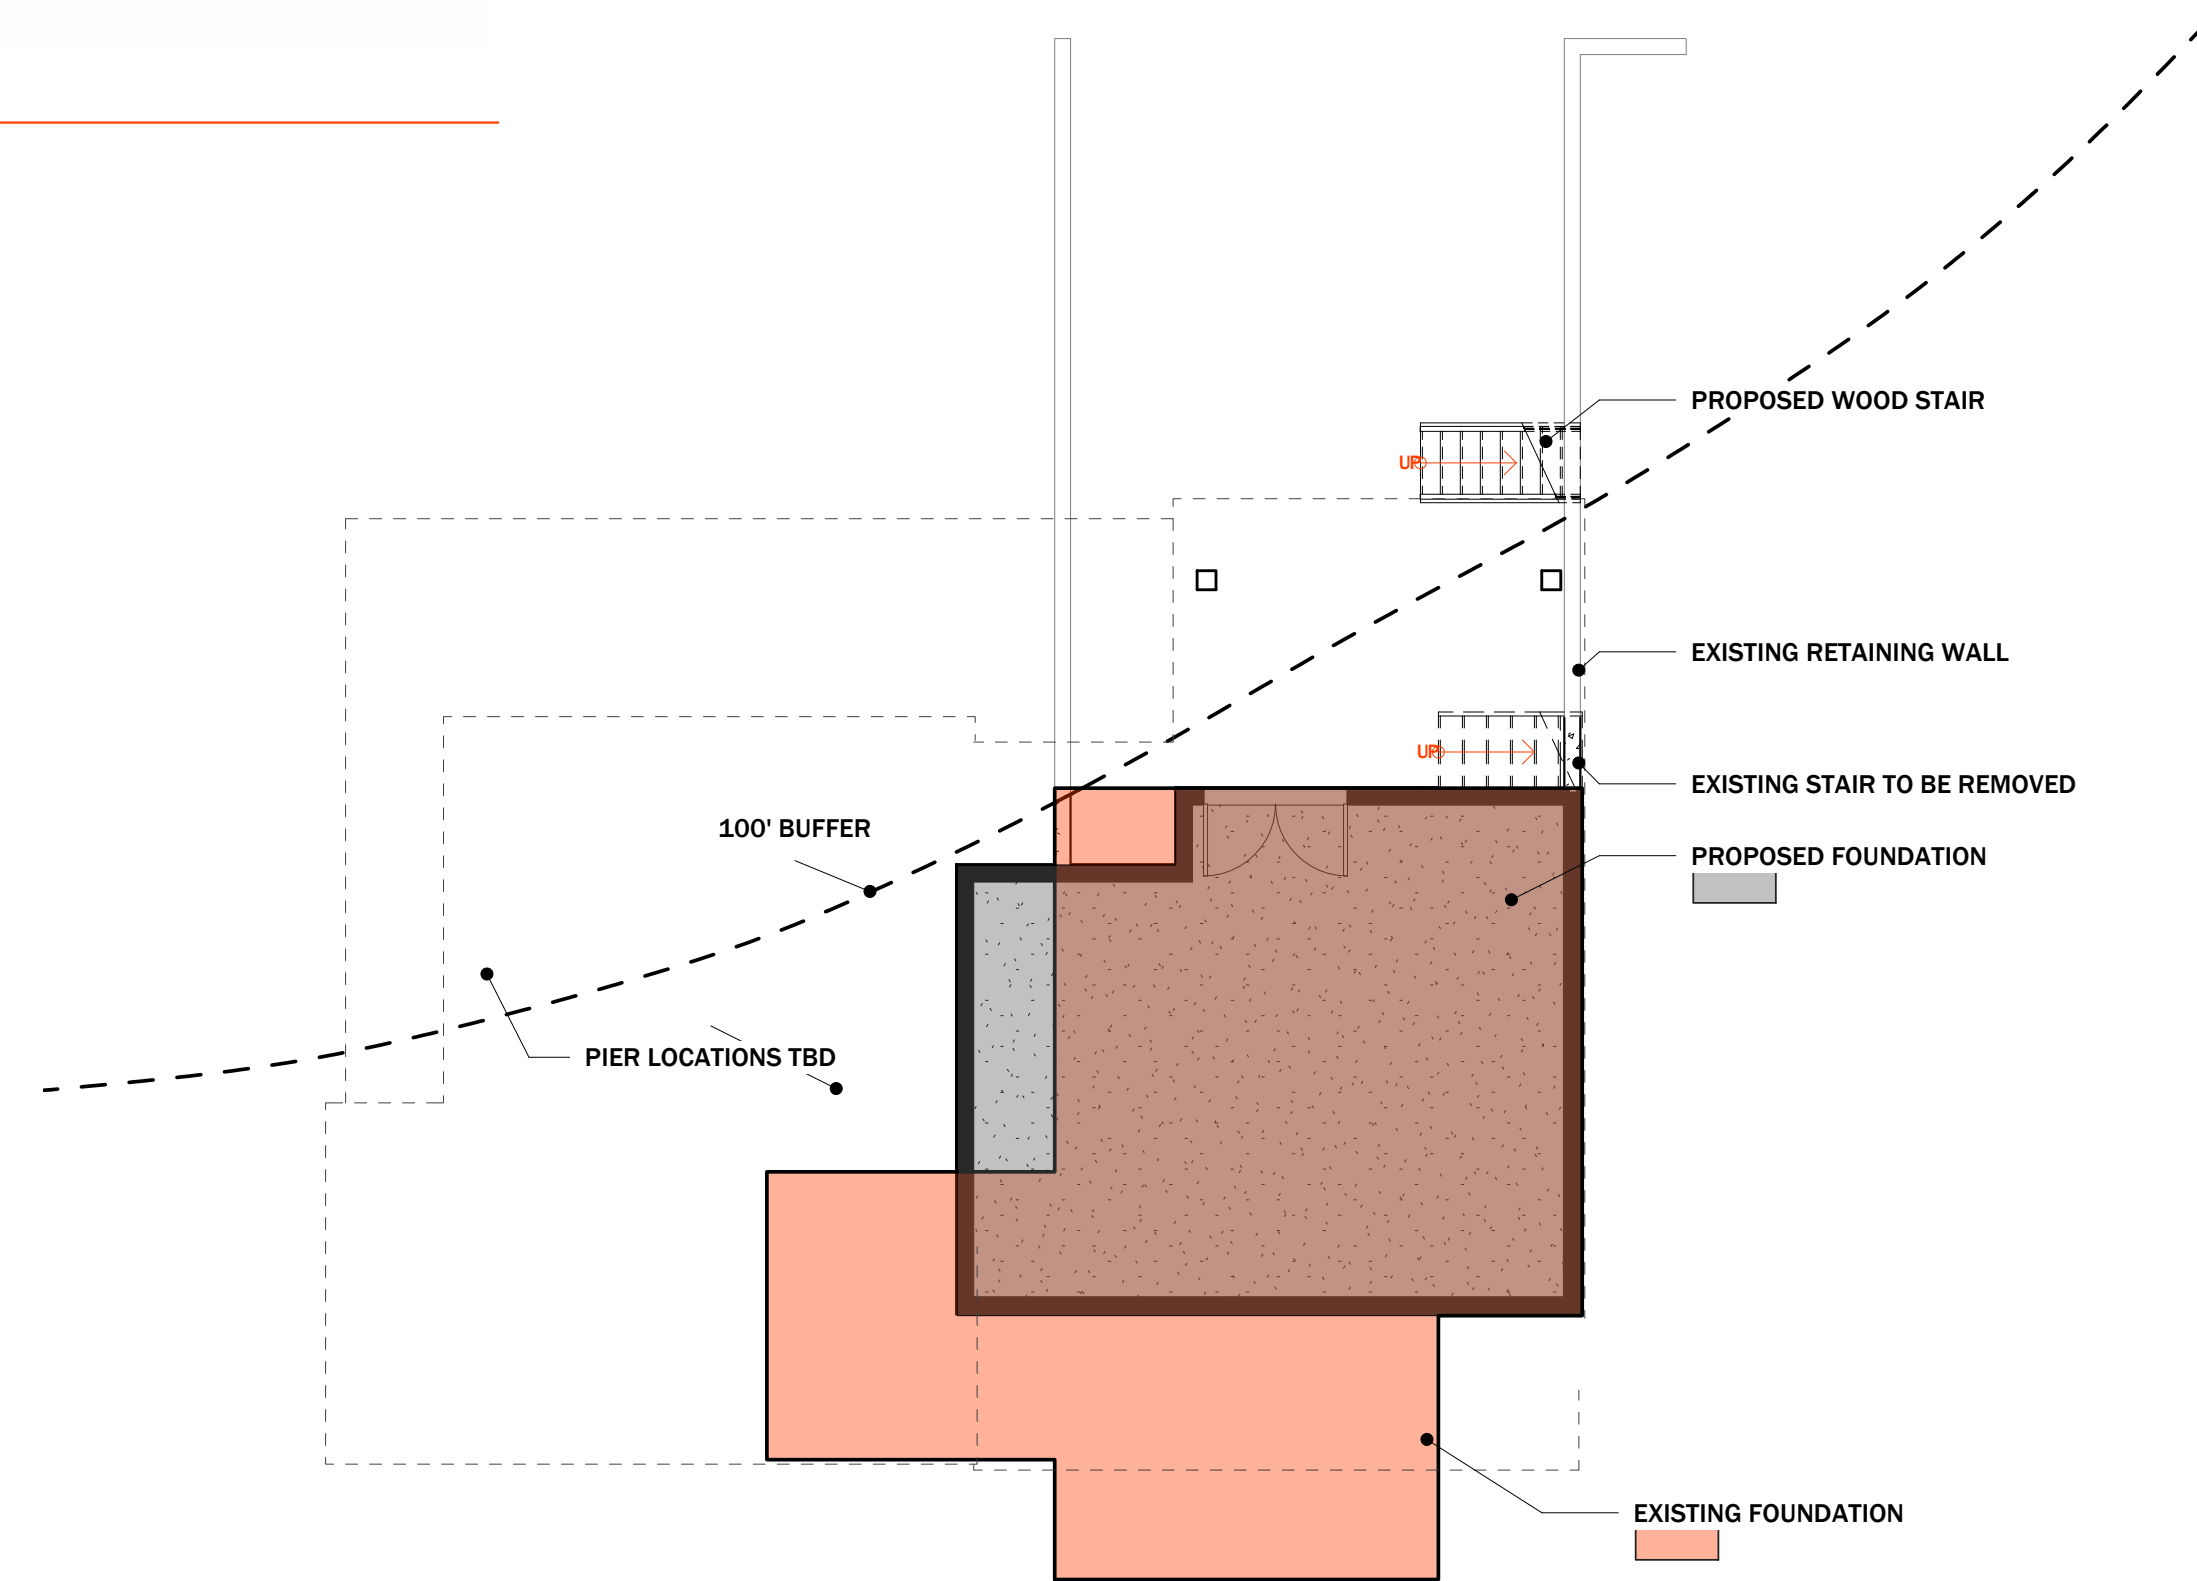 PROPOSED WOOD STAIR
UP
EXISTING RETAINING WALL
UP
EXISTING STAIR TO BE REMOVED
100' BUFFER
PROPOSED FOUNDATION
PIER LOCATIONS TBD
EXISTING FOUNDATION